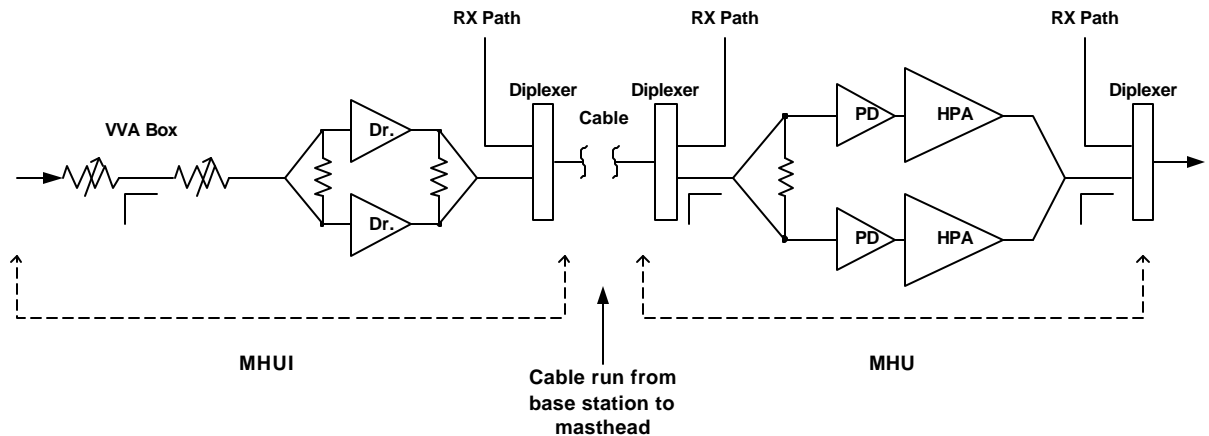 RX Path
RX Path
RX Path
Diplexer
Cable
Diplexer
Diplexer
VVA Box
Dr.
PD
HPA
Dr.
PD
HPA
MHUI
MHU
Cable run from
base station to
masthead